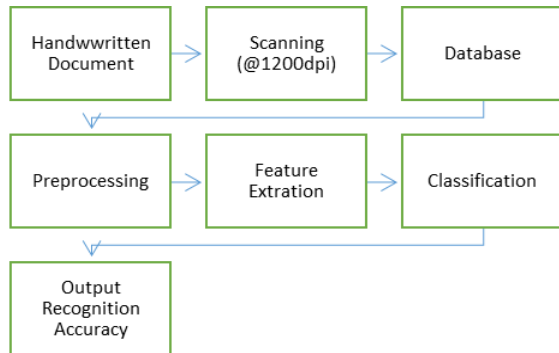 Handwwritten
Document
Scanning
(@1200dpi)
Database
Preprocessing
Feature
Extration
Classification
Output
Recognition
Accuracy